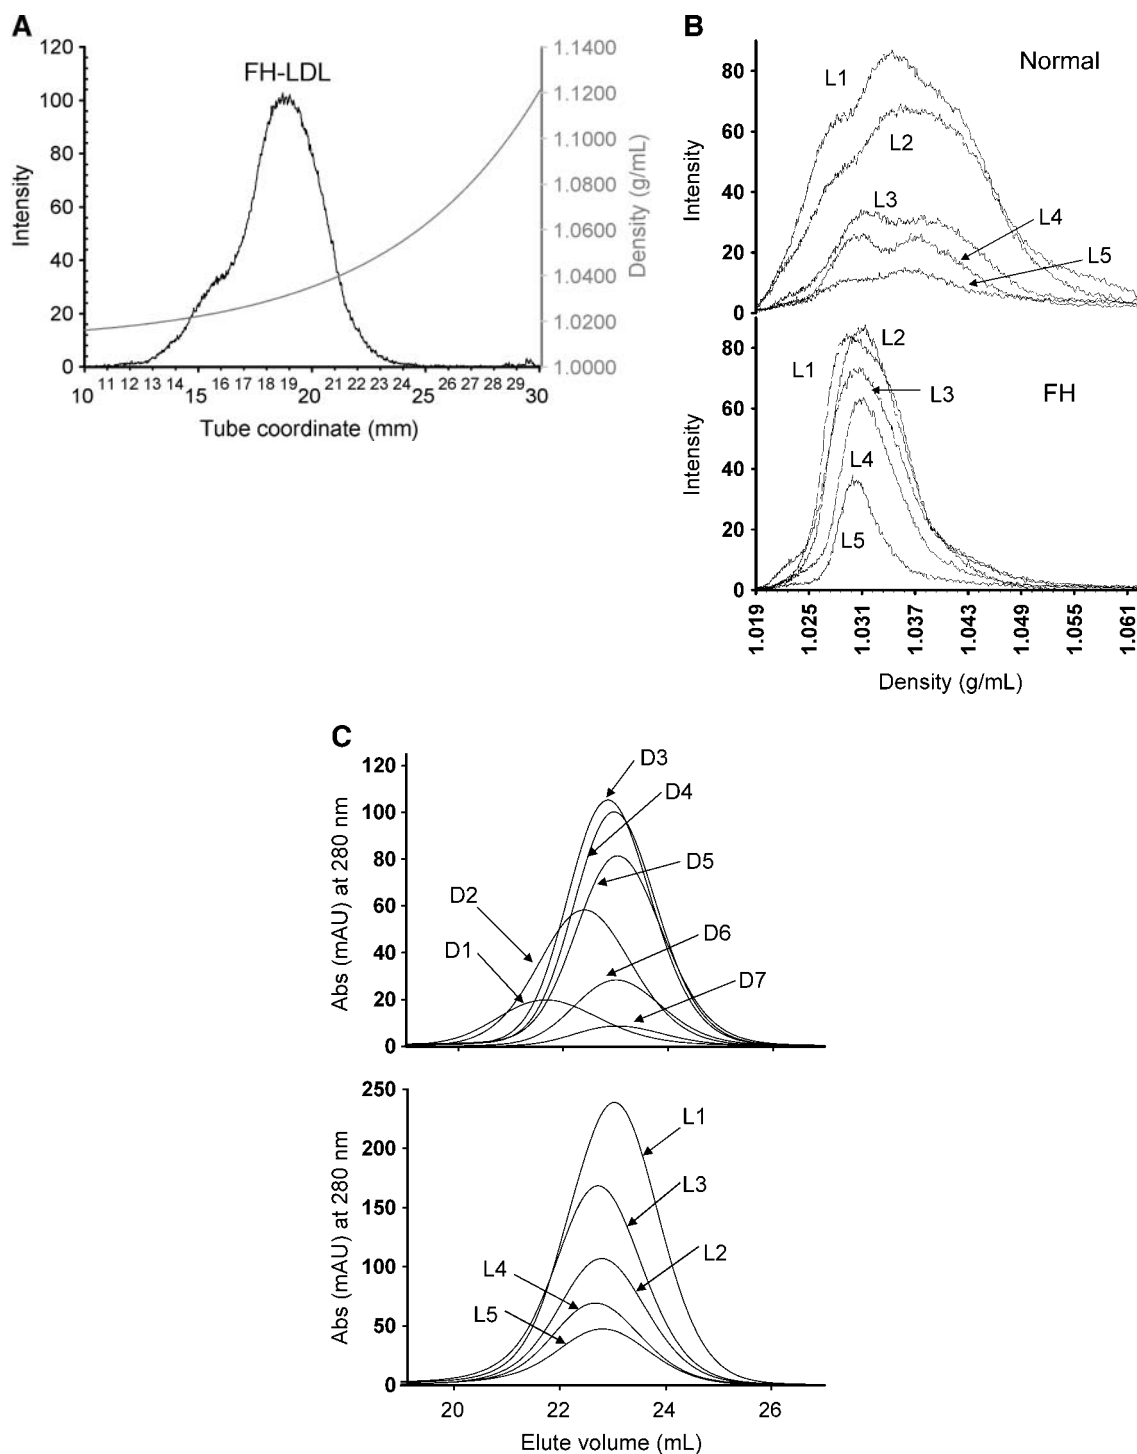 A
FH-LDL
120
100
80
60
40
20
0
Intensity
1.1400
1.1200
1.1000
1.0800
1.0600
1.0400
1.0200
1.0000
Density (g/mL)
10 11 12 13 14 15 16 17 18 19 20 21 22 23 24 25 26 27 28 29 30
Tube coordinate (mm)
B
Normal
80
60
40
20
0
Intensity
L1
L2
L3
L4
L5
FH
80
60
40
20
0
Intensity
L1
L2
L3
L4
L5
1.019 1.025 1.031 1.037 1.043 1.049 1.055 1.061
Density (g/mL)
C
120
100
80
60
40
20
0
Abs (mAU) at 280 nm
D3
D4
D5
D2
D6
D1
D7
250
200
150
100
50
0
Abs (mAU) at 280 nm
L1
L3
L2
L4
L5
20 22 24 26
Elute volume (mL)